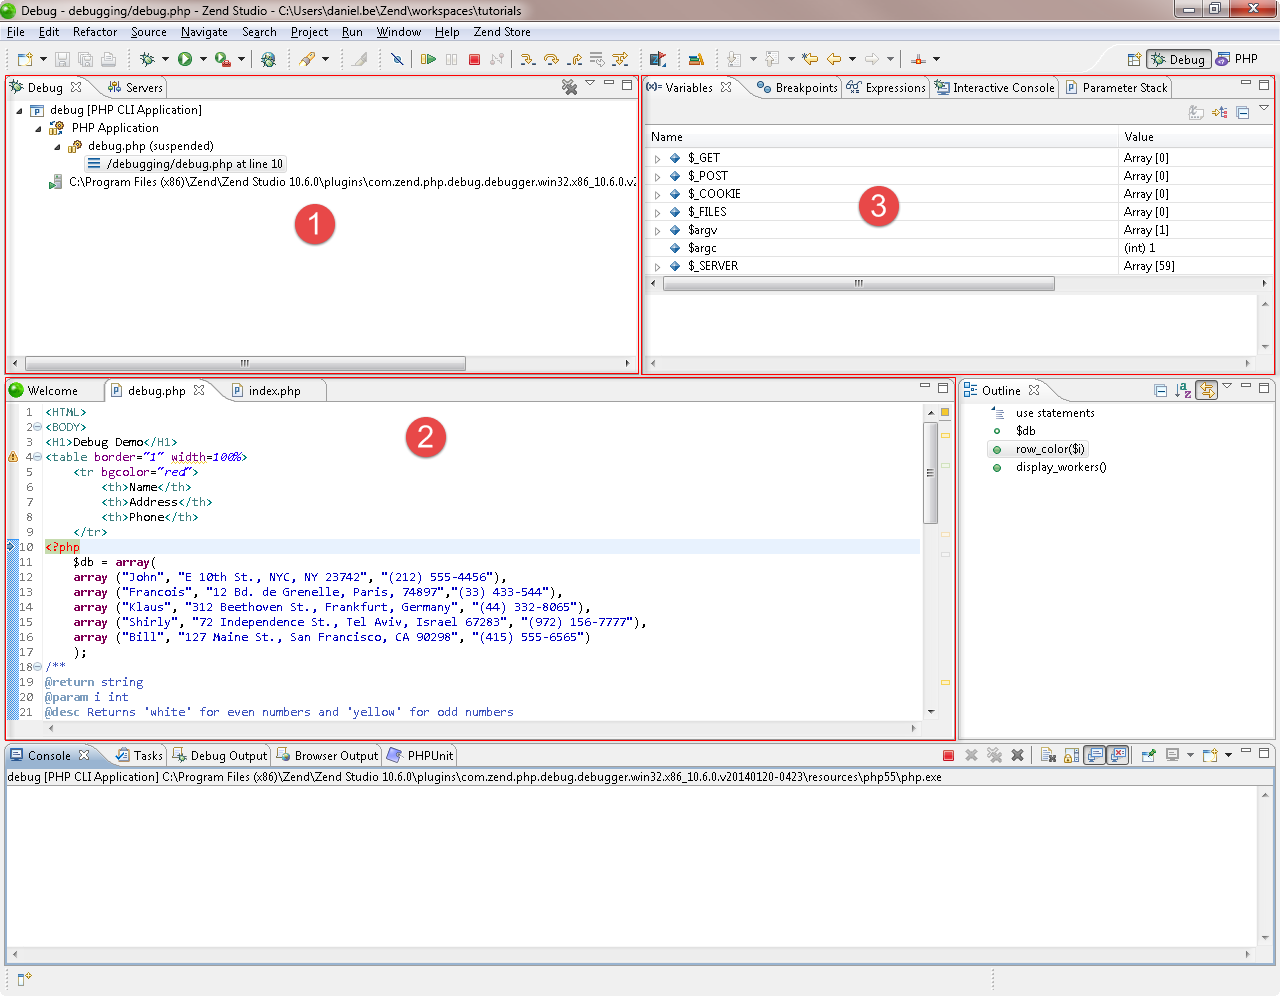 Debug - debugging/debug.php - Zend Studio - C:\Users\daniel.be\Zend\workspaces\tutorials
File Edit Refactor Source Navigate Search Project Run Window Help Zend Store
Debug PHP
Debug Servers
debug [PHP CLI Application]
PHP Application
debug.php (suspended)
/debugging/debug.php at line 10
C:\Program Files (x86)\Zend\Zend Studio 10.6.0\plugins\com.zend.php.debug.debugger.win32.x86_10.6.0.v2
1
Variables Breakpoints Expressions Interactive Console Parameter Stack
Name Value
$_GET Array [0]
$_POST Array [0]
$_COOKIE Array [0]
$_FILES Array [0]
$argv Array [1]
$argc (int) 1
$_SERVER Array [59]
3
Welcome debug.php index.php
1 <HTML>
2 <BODY>
3 <H1>Debug Demo</H1>
4 <table border="1" width=100%>
5 <tr bgcolor="red">
6 <th>Name</th>
7 <th>Address</th>
8 <th>Phone</th>
9 </tr>
10 <?php
11 $db = array(
12 array ("John", "E 10th St., NYC, NY 23742", "(212) 555-4456"),
13 array ("Francois", "12 Bd. de Grenelle, Paris, 74897","(33) 433-544"),
14 array ("Klaus", "312 Beethoven St., Frankfurt, Germany", "(44) 332-8065"),
15 array ("Shirly", "72 Independence St., Tel Aviv, Israel 67283", "(972) 156-7777"),
16 array ("Bill", "127 Maine St., San Francisco, CA 90298", "(415) 555-6565")
17 );
18 /**
19 @return string
20 @param i int
21 @desc Returns 'white' for even numbers and 'yellow' for odd numbers
2
Outline
use statements
$db
row_color($i)
display_workers()
Console Tasks Debug Output Browser Output PHPUnit
debug [PHP CLI Application] C:\Program Files (x86)\Zend\Zend Studio 10.6.0\plugins\com.zend.php.debug.debugger.win32.x86_10.6.0.v20140120-0423\resources\php55\php.exe